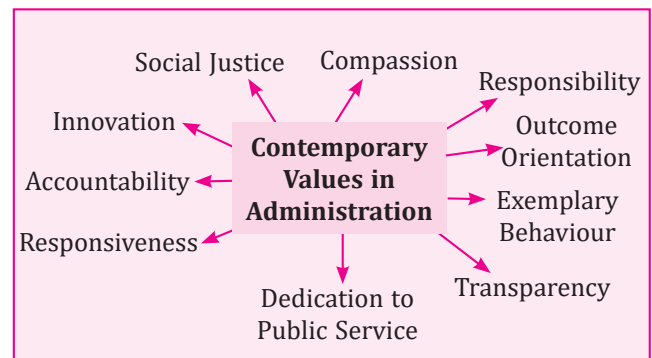 Social Justice
Compassion
Responsibility
Innovation
Outcome
Orientation
Contemporary
Values in
Administration
Accountability
Exemplary
Behaviour
Responsiveness
Transparency
Dedication to
Public Service